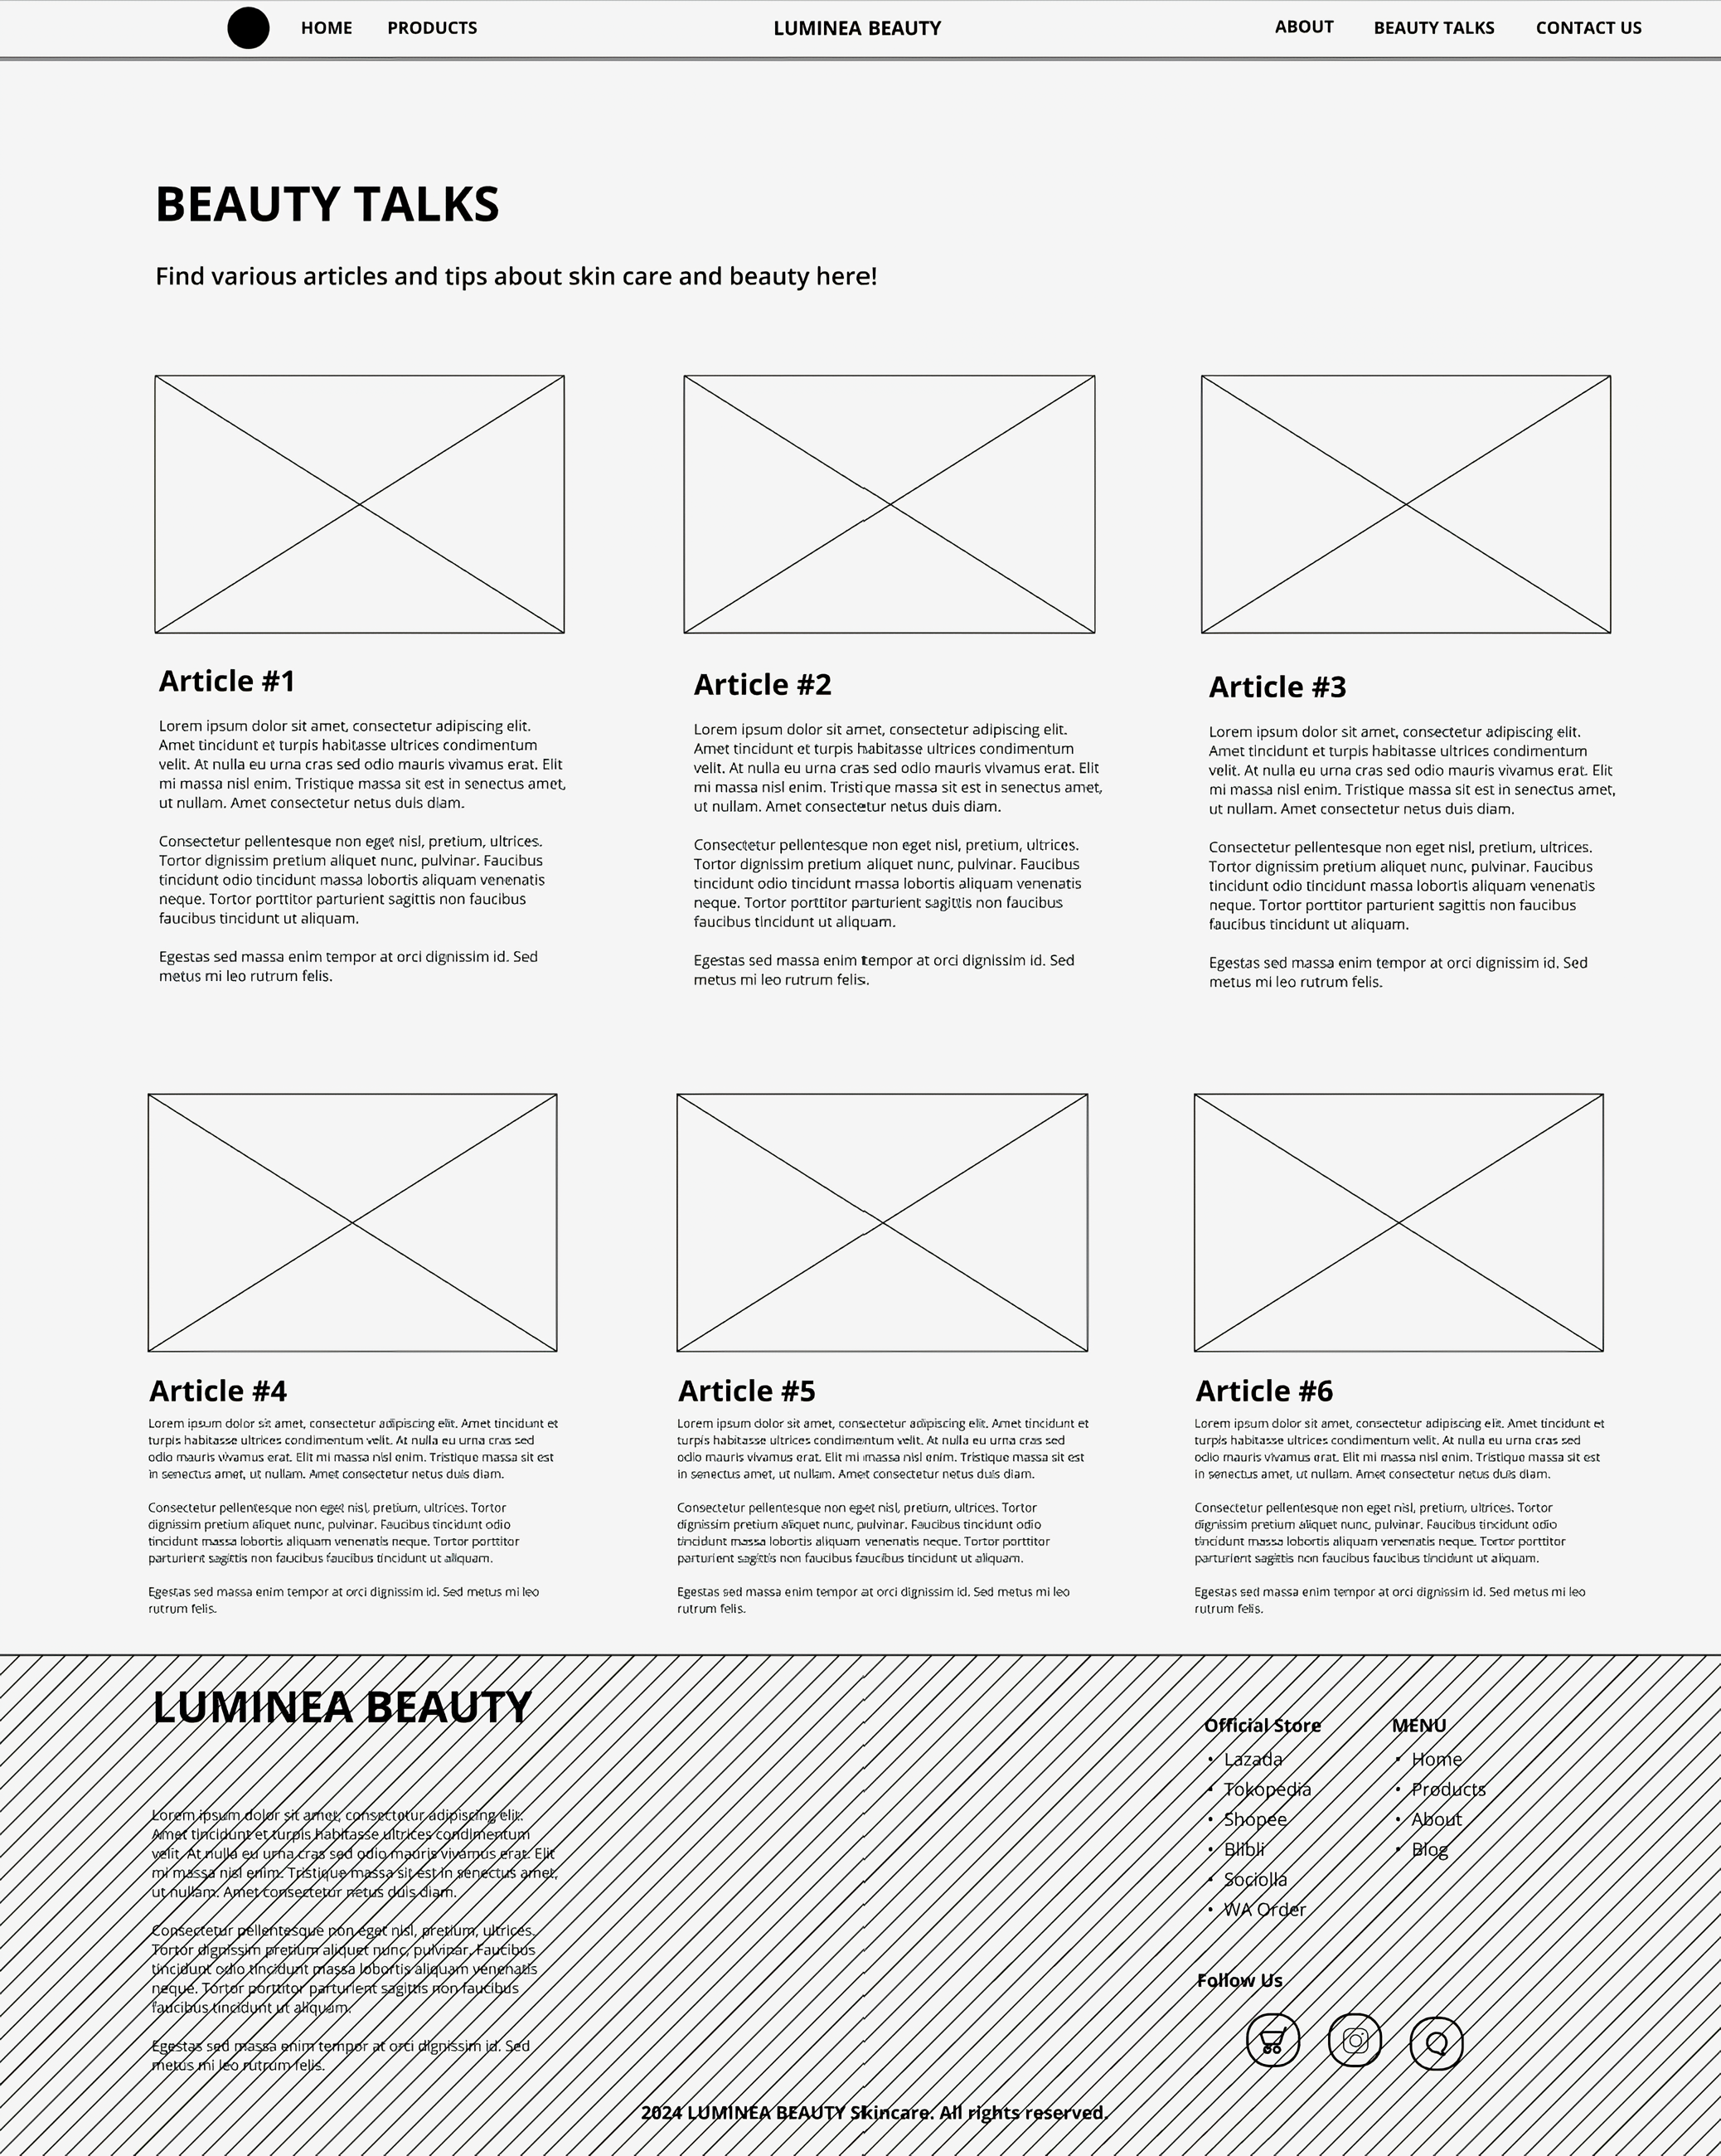 HOME PRODUCTS LUMINEA BEAUTY ABOUT BEAUTY TALKS CONTACT US
BEAUTY TALKS
Find various articles and tips about skin care and beauty here!
Article #1
Lorem ipsum dolor sit amet, consectetur adipiscing elit.
Amet tincidunt et turpis habitasse ultrices condimentum
velit. At nulla eu urna cras sed odio mauris vivamus erat. Elit
mi massa nisl enim. Tristique massa sit est in senectus amet,
ut nullam. Amet consectetur netus duis diam.
Consectetur pellentesque non eget nisl, pretium, ultrices.
Tortor dignissim pretium aliquet nunc, pulvinar. Faucibus
tincidunt odio tincidunt massa lobortis aliquam venenatis
neque. Tortor porttitor parturient sagittis non faucibus
faucibus tincidunt ut aliquam.
Egestas sed massa enim tempor at orci dignissim id. Sed
metus mi leo rutrum felis.
Article #2
Lorem ipsum dolor sit amet, consectetur adipiscing elit.
Amet tincidunt et turpis habitasse ultrices condimentum
velit. At nulla eu urna cras sed odio mauris vivamus erat. Elit
mi massa nisl enim. Tristique massa sit est in senectus amet,
ut nullam. Amet consectetur netus duis diam.
Consectetur pellentesque non eget nisl, pretium, ultrices.
Tortor dignissim pretium aliquet nunc, pulvinar. Faucibus
tincidunt odio tincidunt massa lobortis aliquam venenatis
neque. Tortor porttitor parturient sagittis non faucibus
faucibus tincidunt ut aliquam.
Egestas sed massa enim tempor at orci dignissim id. Sed
metus mi leo rutrum felis.
Article #3
Lorem ipsum dolor sit amet, consectetur adipiscing elit.
Amet tincidunt et turpis habitasse ultrices condimentum
velit. At nulla eu urna cras sed odio mauris vivamus erat. Elit
mi massa nisl enim. Tristique massa sit est in senectus amet,
ut nullam. Amet consectetur netus duis diam.
Consectetur pellentesque non eget nisl, pretium, ultrices.
Tortor dignissim pretium aliquet nunc, pulvinar. Faucibus
tincidunt odio tincidunt massa lobortis aliquam venenatis
neque. Tortor porttitor parturient sagittis non faucibus
faucibus tincidunt ut aliquam.
Egestas sed massa enim tempor at orci dignissim id. Sed
metus mi leo rutrum felis.
Article #4
Lorem ipsum dolor sit amet, consectetur adipiscing elit. Amet tincidunt et
turpis habitasse ultrices condimentum velit. At nulla eu urna cras sed
odio mauris vivamus erat. Elit mi massa nisl enim. Tristique massa sit est
in senectus amet, ut nullam. Amet consectetur netus duis diam.
Consectetur pellentesque non eget nisl, pretium, ultrices. Tortor
dignissim pretium aliquet nunc, pulvinar. Faucibus tincidunt odio
tincidunt massa lobortis aliquam venenatis neque. Tortor porttitor
parturient sagittis non faucibus faucibus tincidunt ut aliquam.
Egestas sed massa enim tempor at orci dignissim id. Sed metus mi leo
rutrum felis.
Article #5
Lorem ipsum dolor sit amet, consectetur adipiscing elit. Amet tincidunt et
turpis habitasse ultrices condimentum velit. At nulla eu urna cras sed
odio mauris vivamus erat. Elit mi massa nisl enim. Tristique massa sit est
in senectus amet, ut nullam. Amet consectetur netus duis diam.
Consectetur pellentesque non eget nisl, pretium, ultrices. Tortor
dignissim pretium aliquet nunc, pulvinar. Faucibus tincidunt odio
tincidunt massa lobortis aliquam venenatis neque. Tortor porttitor
parturient sagittis non faucibus faucibus tincidunt ut aliquam.
Egestas sed massa enim tempor at orci dignissim id. Sed metus mi leo
rutrum felis.
Article #6
Lorem ipsum dolor sit amet, consectetur adipiscing elit. Amet tincidunt et
turpis habitasse ultrices condimentum velit. At nulla eu urna cras sed
odio mauris vivamus erat. Elit mi massa nisl enim. Tristique massa sit est
in senectus amet, ut nullam. Amet consectetur netus duis diam.
Consectetur pellentesque non eget nisl, pretium, ultrices. Tortor
dignissim pretium aliquet nunc, pulvinar. Faucibus tincidunt odio
tincidunt massa lobortis aliquam venenatis neque. Tortor porttitor
parturient sagittis non faucibus faucibus tincidunt ut aliquam.
Egestas sed massa enim tempor at orci dignissim id. Sed metus mi leo
rutrum felis.
LUMINEA BEAUTY
Lorem ipsum dolor sit amet, consectetur adipiscing elit.
Amet tincidunt et turpis habitasse ultrices condimentum
velit. At nulla eu urna cras sed odio mauris vivamus erat. Elit
mi massa nisl enim. Tristique massa sit est in senectus amet,
ut nullam. Amet consectetur netus duis diam.
Consectetur pellentesque non eget nisl, pretium, ultrices.
Tortor dignissim pretium aliquet nunc, pulvinar. Faucibus
tincidunt odio tincidunt massa lobortis aliquam venenatis
neque. Tortor porttitor parturient sagittis non faucibus
faucibus tincidunt ut aliquam.
Egestas sed massa enim tempor at orci dignissim id. Sed
metus mi leo rutrum felis.
Official Store
• Lazada
• Tokopedia
• Shopee
• Blibli
• Sociolla
• WA Order
MENU
• Home
• Products
• About
• Blog
Follow Us
2024 LUMINEA BEAUTY Skincare. All rights reserved.